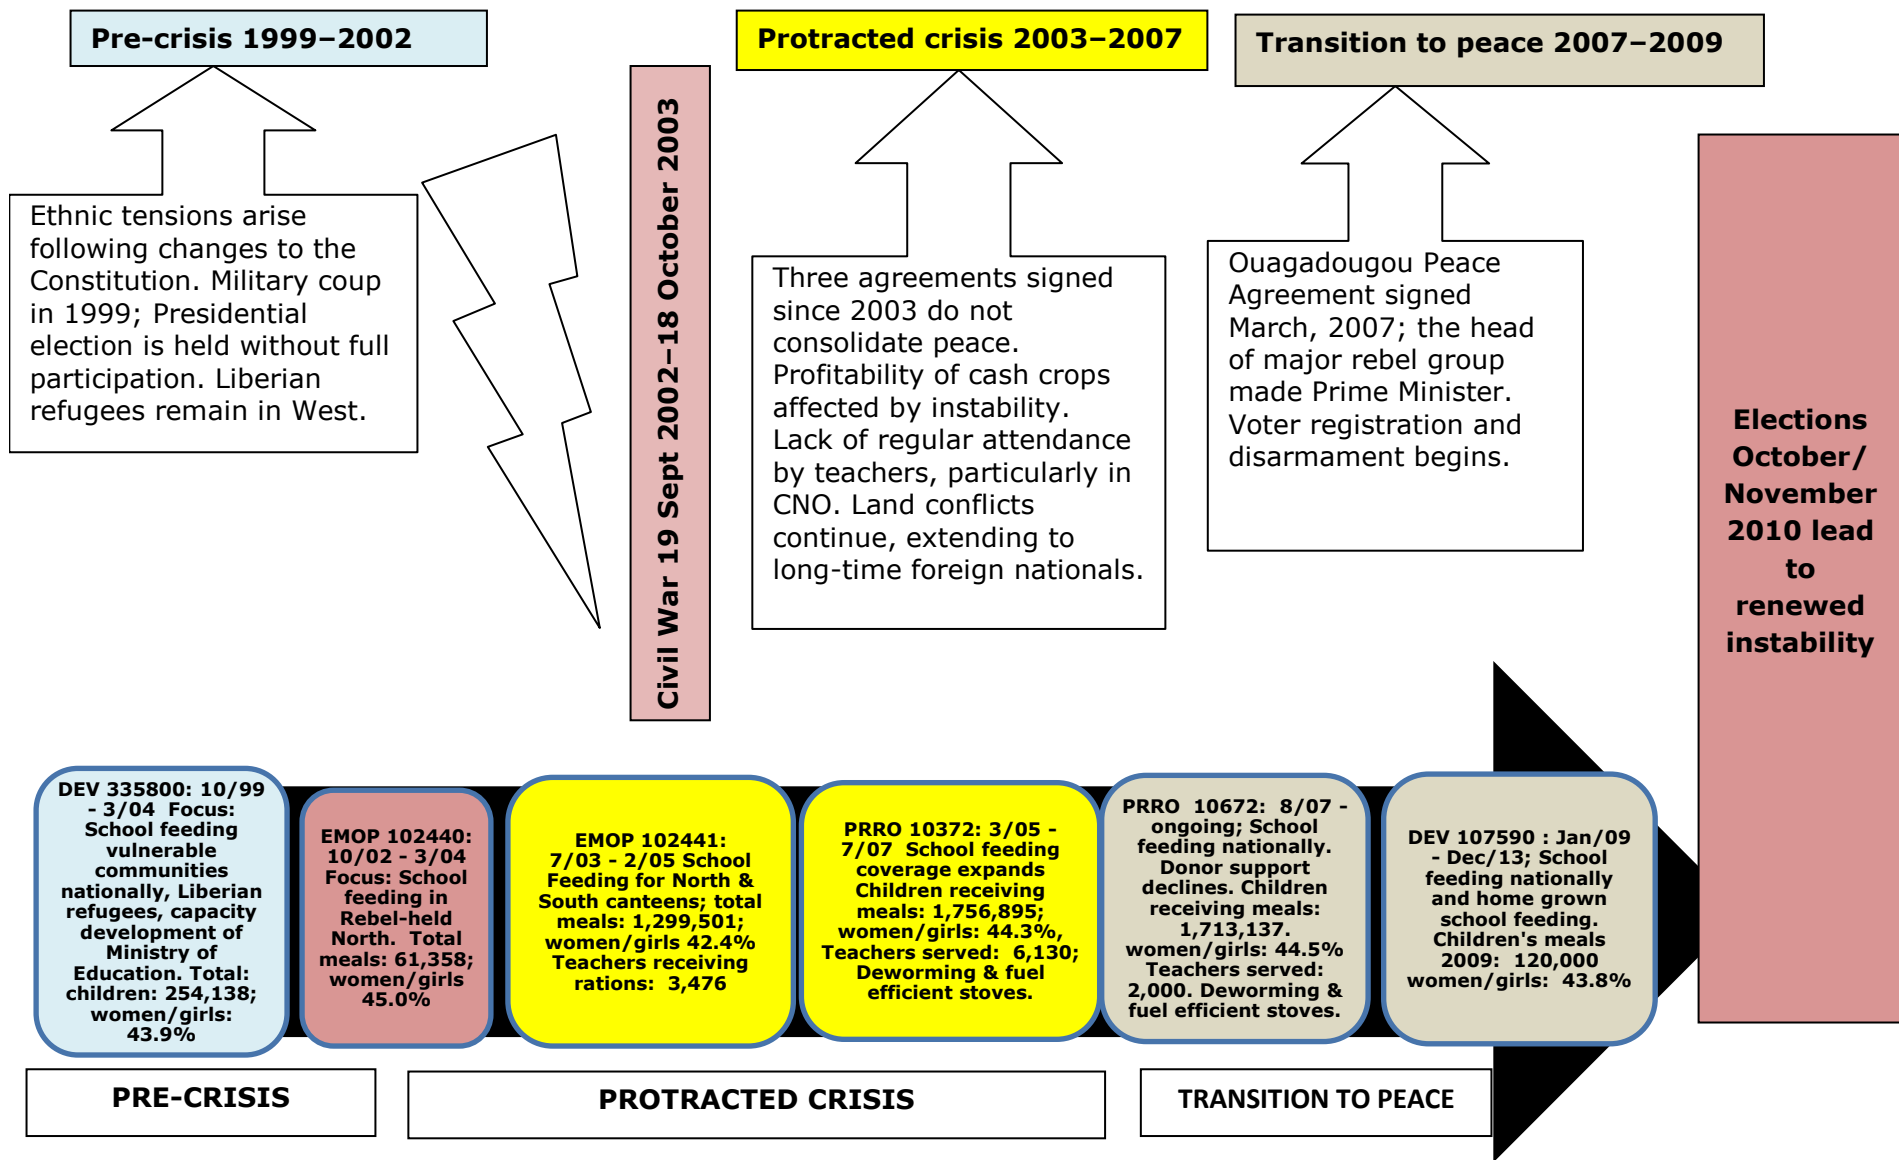 Pre-crisis 1999–2002
Protracted crisis 2003–2007
Transition to peace 2007–2009
Ethnic tensions arise
following changes to the
Constitution. Military coup
in 1999; Presidential
election is held without full
participation. Liberian
refugees remain in West.
Civil War 19 Sept 2002–18 October 2003
Three agreements signed
since 2003 do not
consolidate peace.
Profitability of cash crops
affected by instability.
Lack of regular attendance
by teachers, particularly in
CNO. Land conflicts
continue, extending to
long-time foreign nationals.
Ouagadougou Peace
Agreement signed
March, 2007; the head
of major rebel group
made Prime Minister.
Voter registration and
disarmament begins.
Elections
October/
November
2010 lead
to
renewed
instability
DEV 335800: 10/99
- 3/04 Focus:
School feeding
vulnerable
communities
nationally, Liberian
refugees, capacity
development of
Ministry of
Education. Total:
children: 254,138;
women/girls:
43.9%
EMOP 102440:
10/02 - 3/04
Focus: School
feeding in
Rebel-held
North. Total
meals: 61,358;
women/girls
45.0%
EMOP 102441:
7/03 - 2/05 School
Feeding for North &
South canteens; total
meals: 1,299,501;
women/girls 42.4%
Teachers receiving
rations: 3,476
PRRO 10372: 3/05 -
7/07 School feeding
coverage expands
Children receiving
meals: 1,756,895;
women/girls: 44.3%,
Teachers served: 6,130;
Deworming & fuel
efficient stoves.
PRRO 10672: 8/07 -
ongoing; School
feeding nationally.
Donor support
declines. Children
receiving meals:
1,713,137.
women/girls: 44.5%
Teachers served:
2,000. Deworming &
fuel efficient stoves.
DEV 107590 : Jan/09
- Dec/13; School
feeding nationally
and home grown
school feeding.
Children's meals
2009: 120,000
women/girls: 43.8%
PRE-CRISIS
PROTRACTED CRISIS
TRANSITION TO PEACE